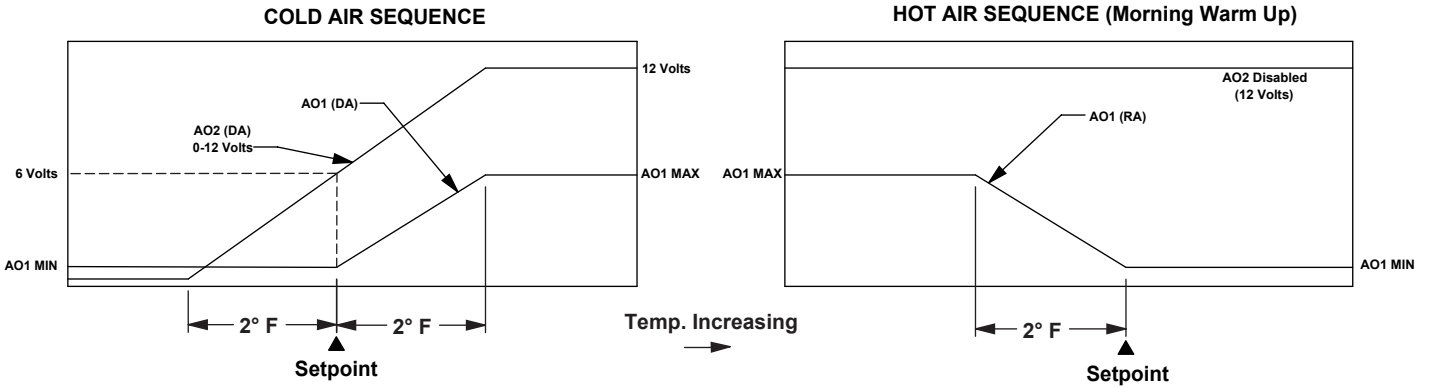 COLD AIR SEQUENCE
12 Volts
AO1 (DA)
AO2 (DA)
0-12 Volts
6 Volts
AO1 MAX
AO1 MIN
2° F
2° F
Setpoint
Temp. Increasing
HOT AIR SEQUENCE (Morning Warm Up)
AO2 Disabled
(12 Volts)
AO1 (RA)
AO1 MAX
AO1 MIN
2° F
Setpoint